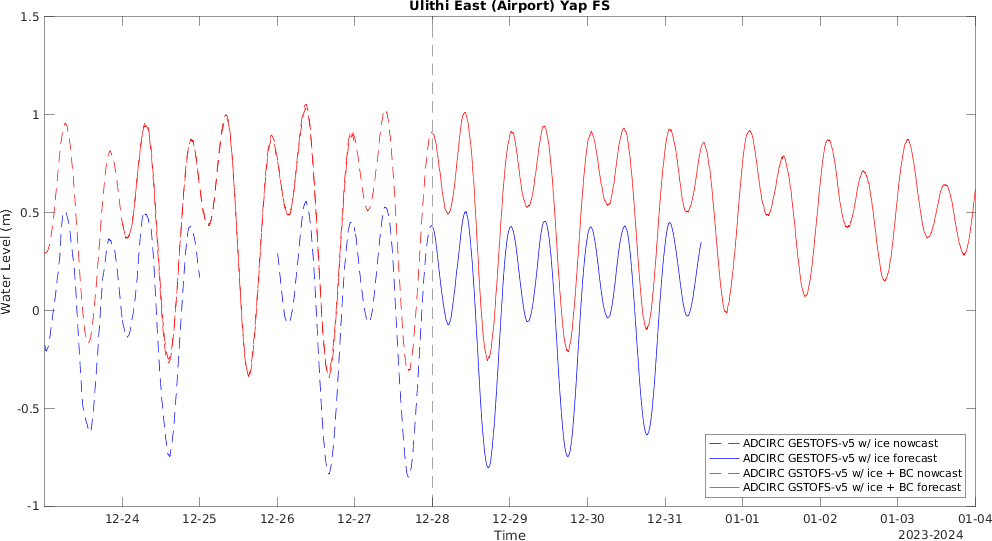 Ulithi East (Airport) Yap FS
1.5
1
0.5
0
-0.5
-1
Water Level (m)
12-24
12-25
12-26
12-27
12-28
12-29
12-30
12-31
01-01
01-02
01-03
01-04
Time
2023-2024
ADCIRC GESTOFS-v5 w/ ice nowcast
ADCIRC GESTOFS-v5 w/ ice forecast
ADCIRC GSTOFS-v5 w/ ice + BC nowcast
ADCIRC GSTOFS-v5 w/ ice + BC forecast